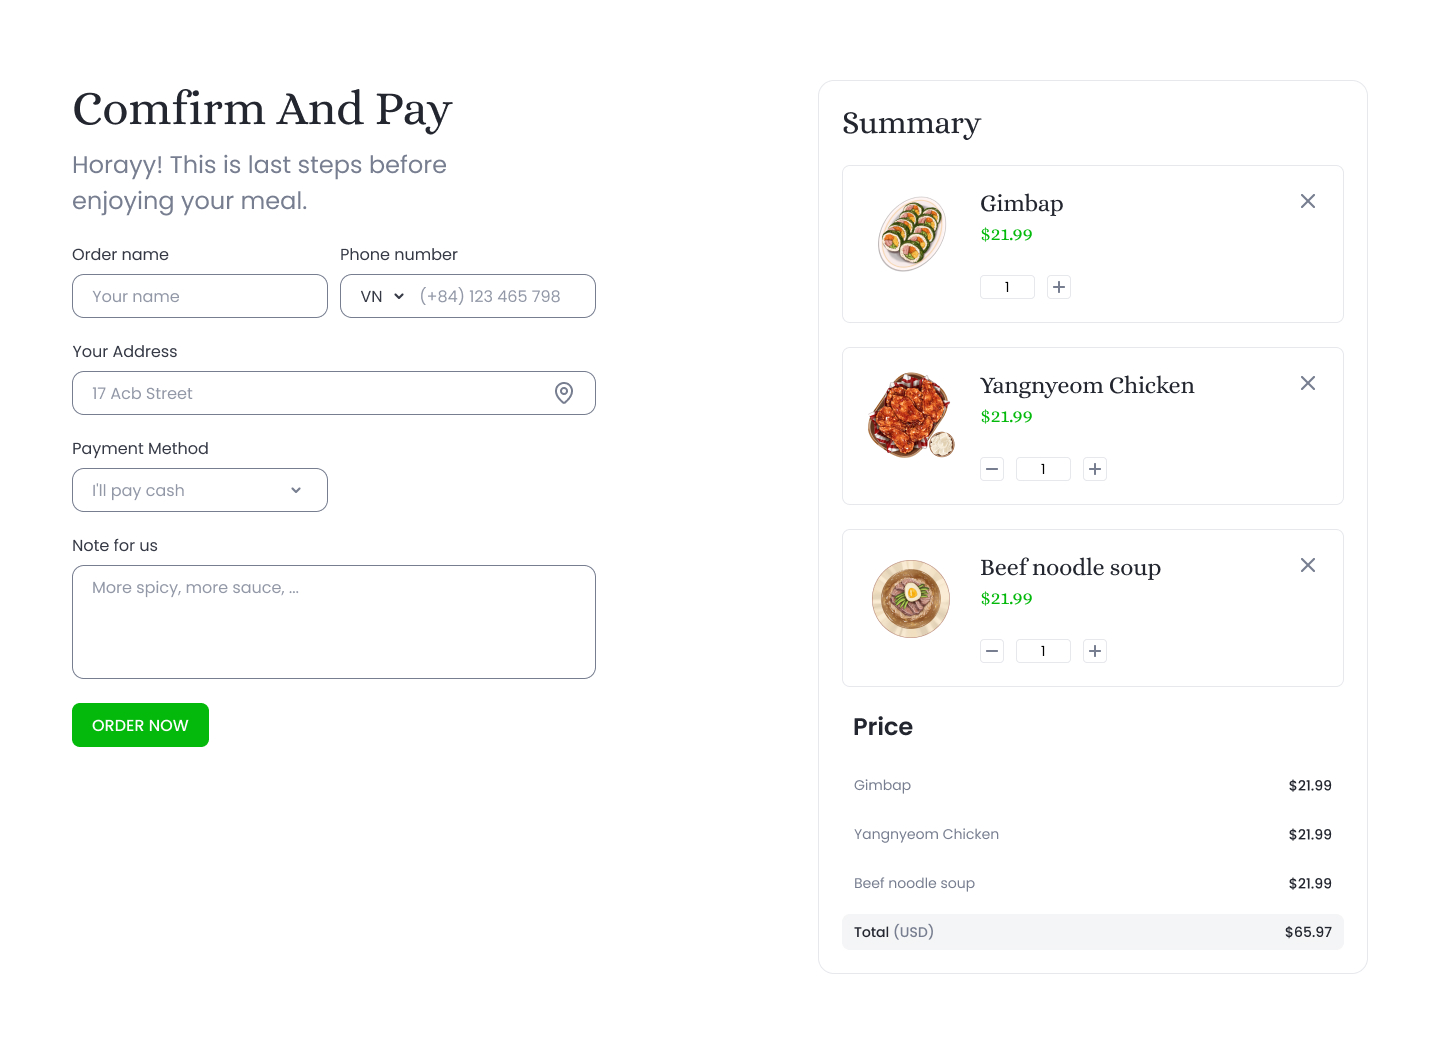 Comfirm And Pay
Horayy! This is last steps before
enjoying your meal.
Order name
Phone number
Your name
VN (+84) 123 465 798
Your Address
17 Acb Street
Payment Method
I'll pay cash
Note for us
More spicy, more sauce, ...
ORDER NOW
Summary
Gimbap
$21.99
1
Yangnyeom Chicken
$21.99
1
Beef noodle soup
$21.99
1
Price
Gimbap $21.99
Yangnyeom Chicken $21.99
Beef noodle soup $21.99
Total (USD) $65.97